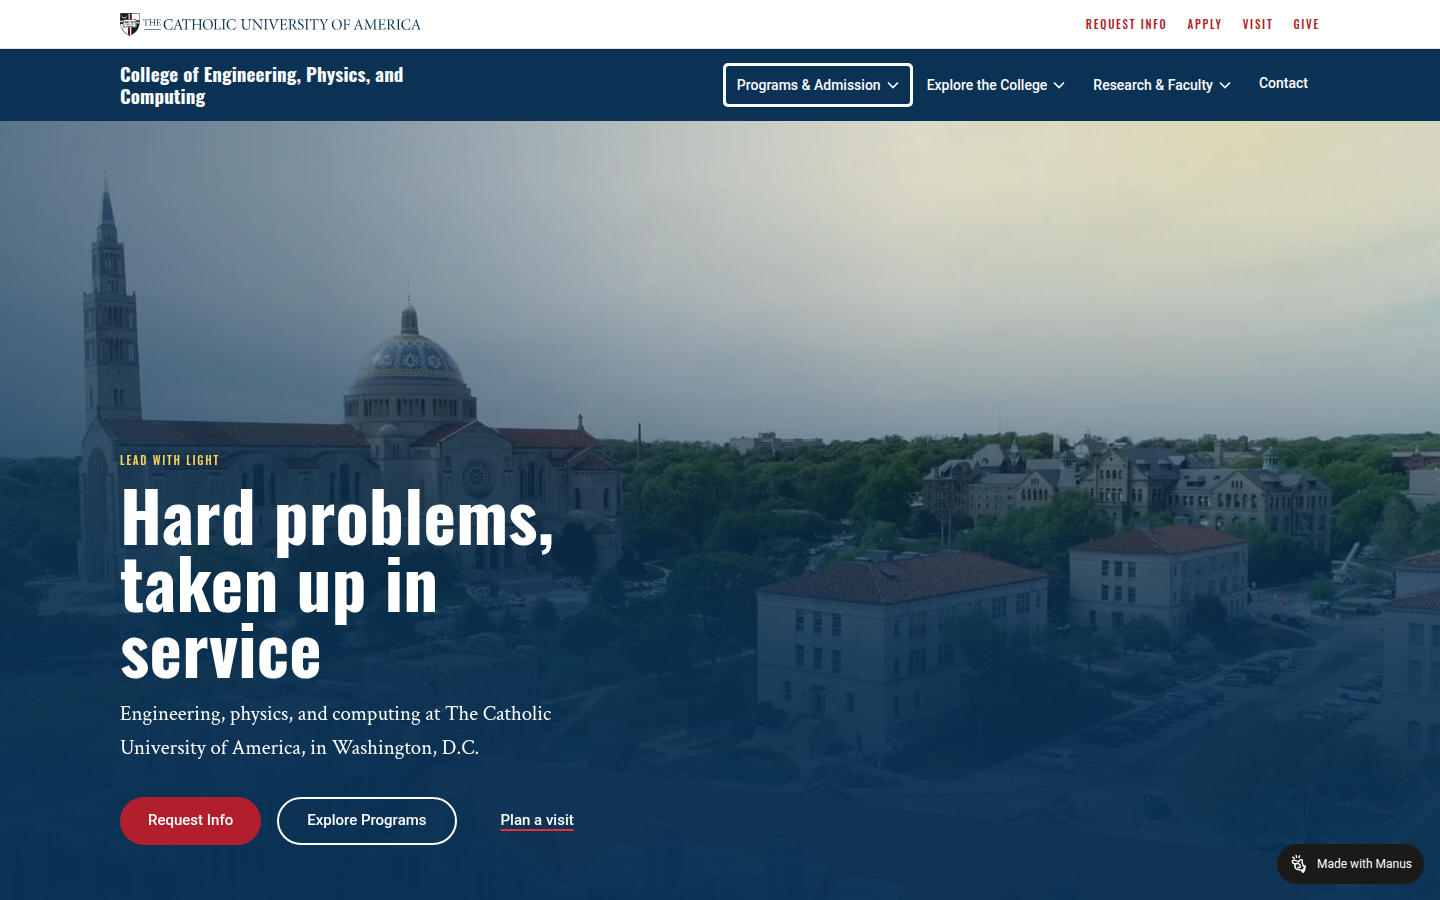 THE CATHOLIC UNIVERSITY OF AMERICA
REQUEST INFO APPLY VISIT GIVE
College of Engineering, Physics, and
Computing
Programs & Admission Explore the College Research & Faculty Contact
LEAD WITH LIGHT
Hard problems,
taken up in
service
Engineering, physics, and computing at The Catholic
University of America, in Washington, D.C.
Request Info Explore Programs Plan a visit
Made with Manus